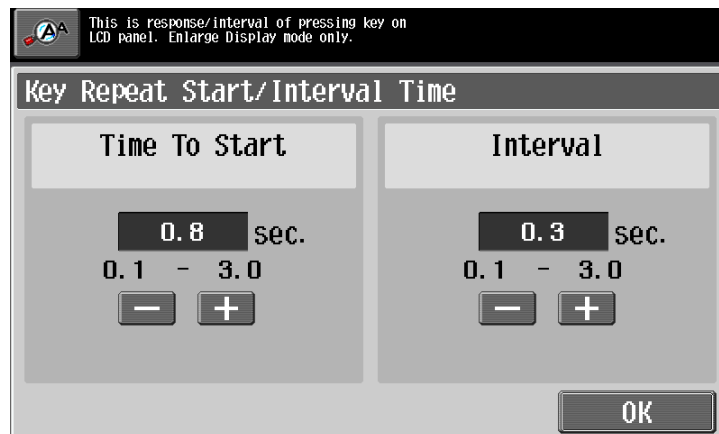 This is response/interval of pressing key on
LCD panel. Enlarge Display mode only.
Key Repeat Start/Interval Time
Time To Start
Interval
0.8 sec.
0.3 sec.
0.1 - 3.0
0.1 - 3.0
− +
− +
OK